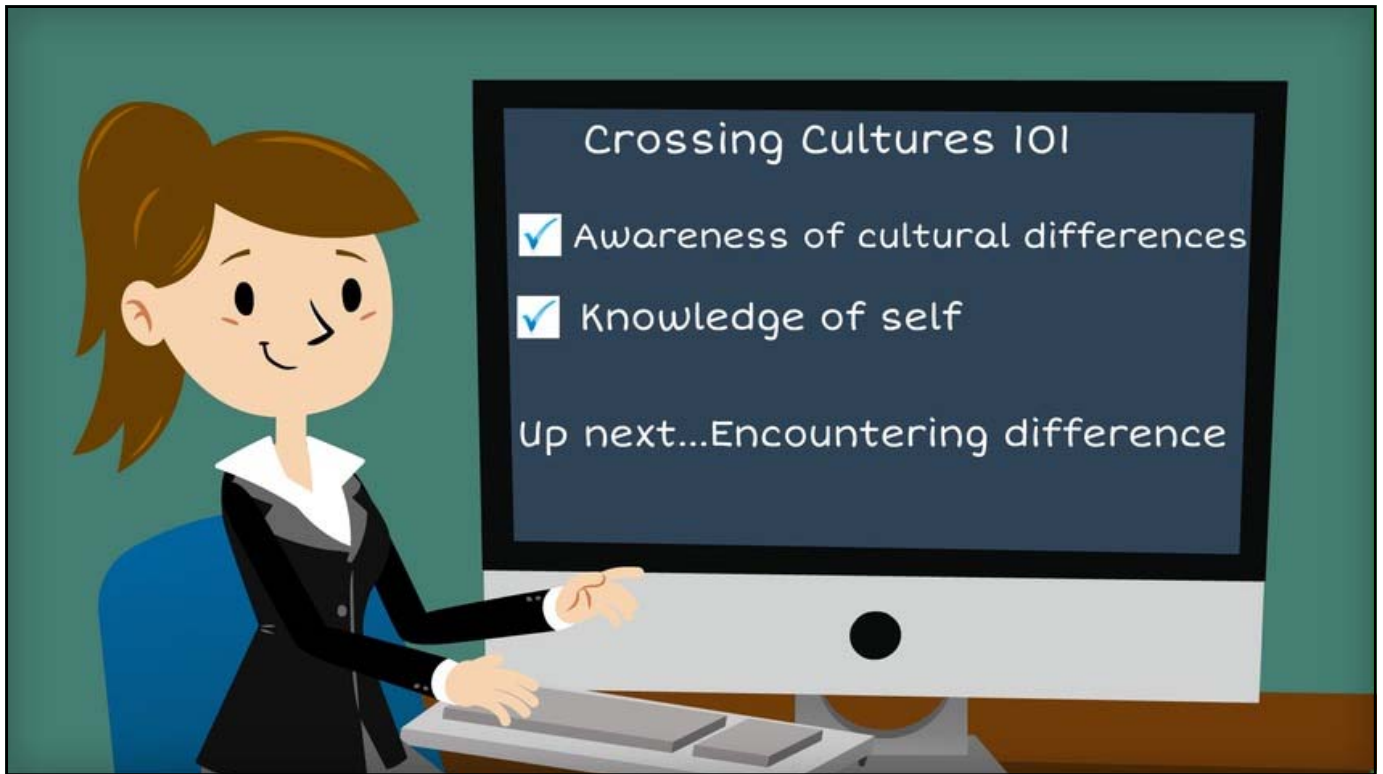 Crossing Cultures 101
Awareness of cultural differences
Knowledge of self
Up next...Encountering difference